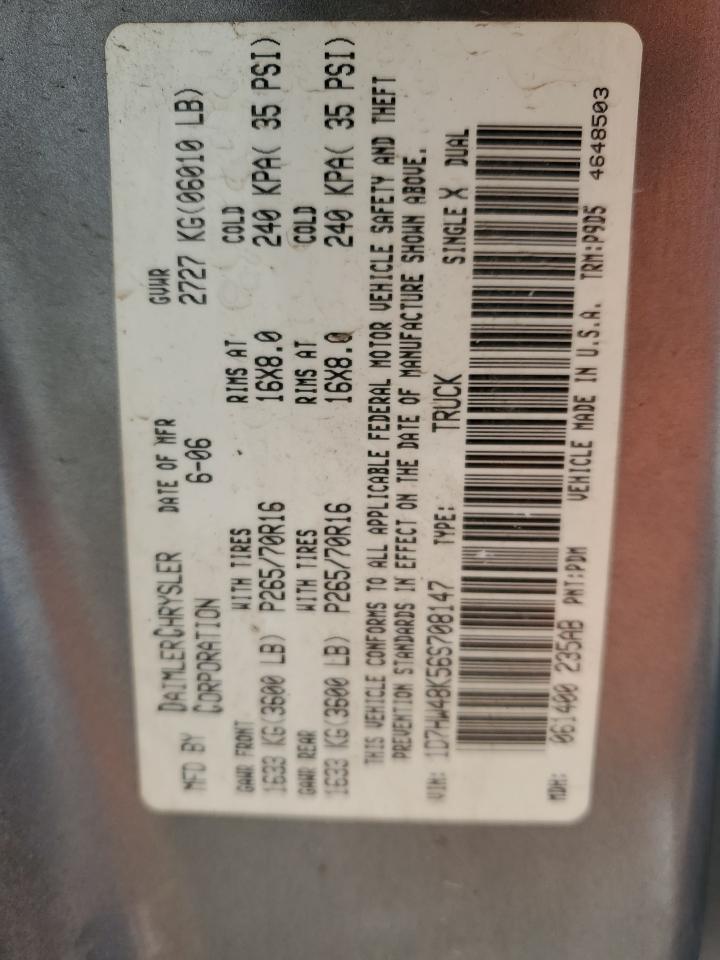 MFD BY DAIMLERCHRYSLER CORPORATION DATE OF MFR 6-06 GVWR 2727 KG(06010 LB)
GAWR FRONT WITH TIRES RIMS AT COLD
1633 KG(3600 LB) P265/70R16 16X8.0 240 KPA( 35 PSI)
GAWR REAR WITH TIRES RIMS AT COLD
1633 KG(3600 LB) P265/70R16 16X8.0 240 KPA( 35 PSI)
THIS VEHICLE CONFORMS TO ALL APPLICABLE FEDERAL MOTOR VEHICLE SAFETY AND THEFT
PREVENTION STANDARDS IN EFFECT ON THE DATE OF MANUFACTURE SHOWN ABOVE.
VIN: 1D7HW48K56S708147 TYPE: TRUCK SINGLE X DUAL
MDH: 061400 235AB PNT:PDM VEHICLE MADE IN U.S.A. TRM:P9D5 4648503